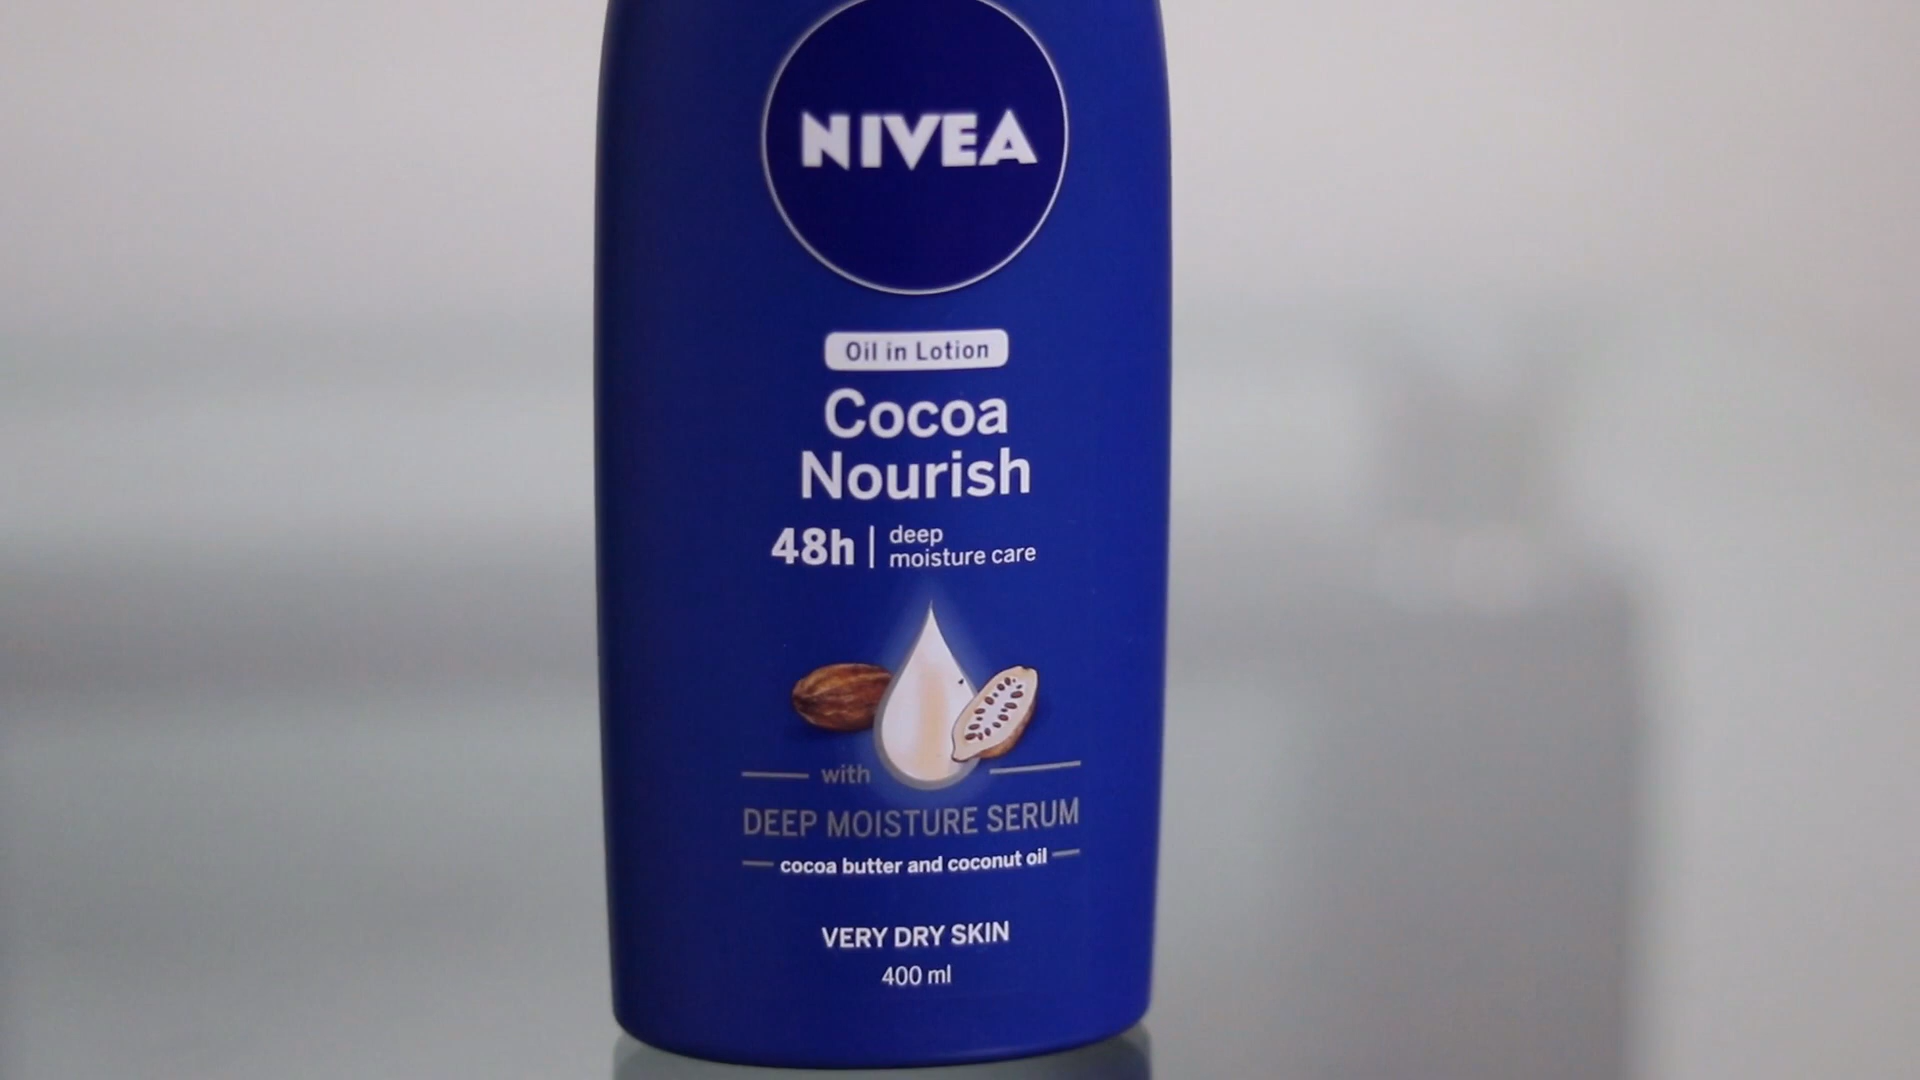 NIVEA
Oil in Lotion
Cocoa
Nourish
48h | deep
moisture care
with
DEEP MOISTURE SERUM
cocoa butter and coconut oil
VERY DRY SKIN
400 ml